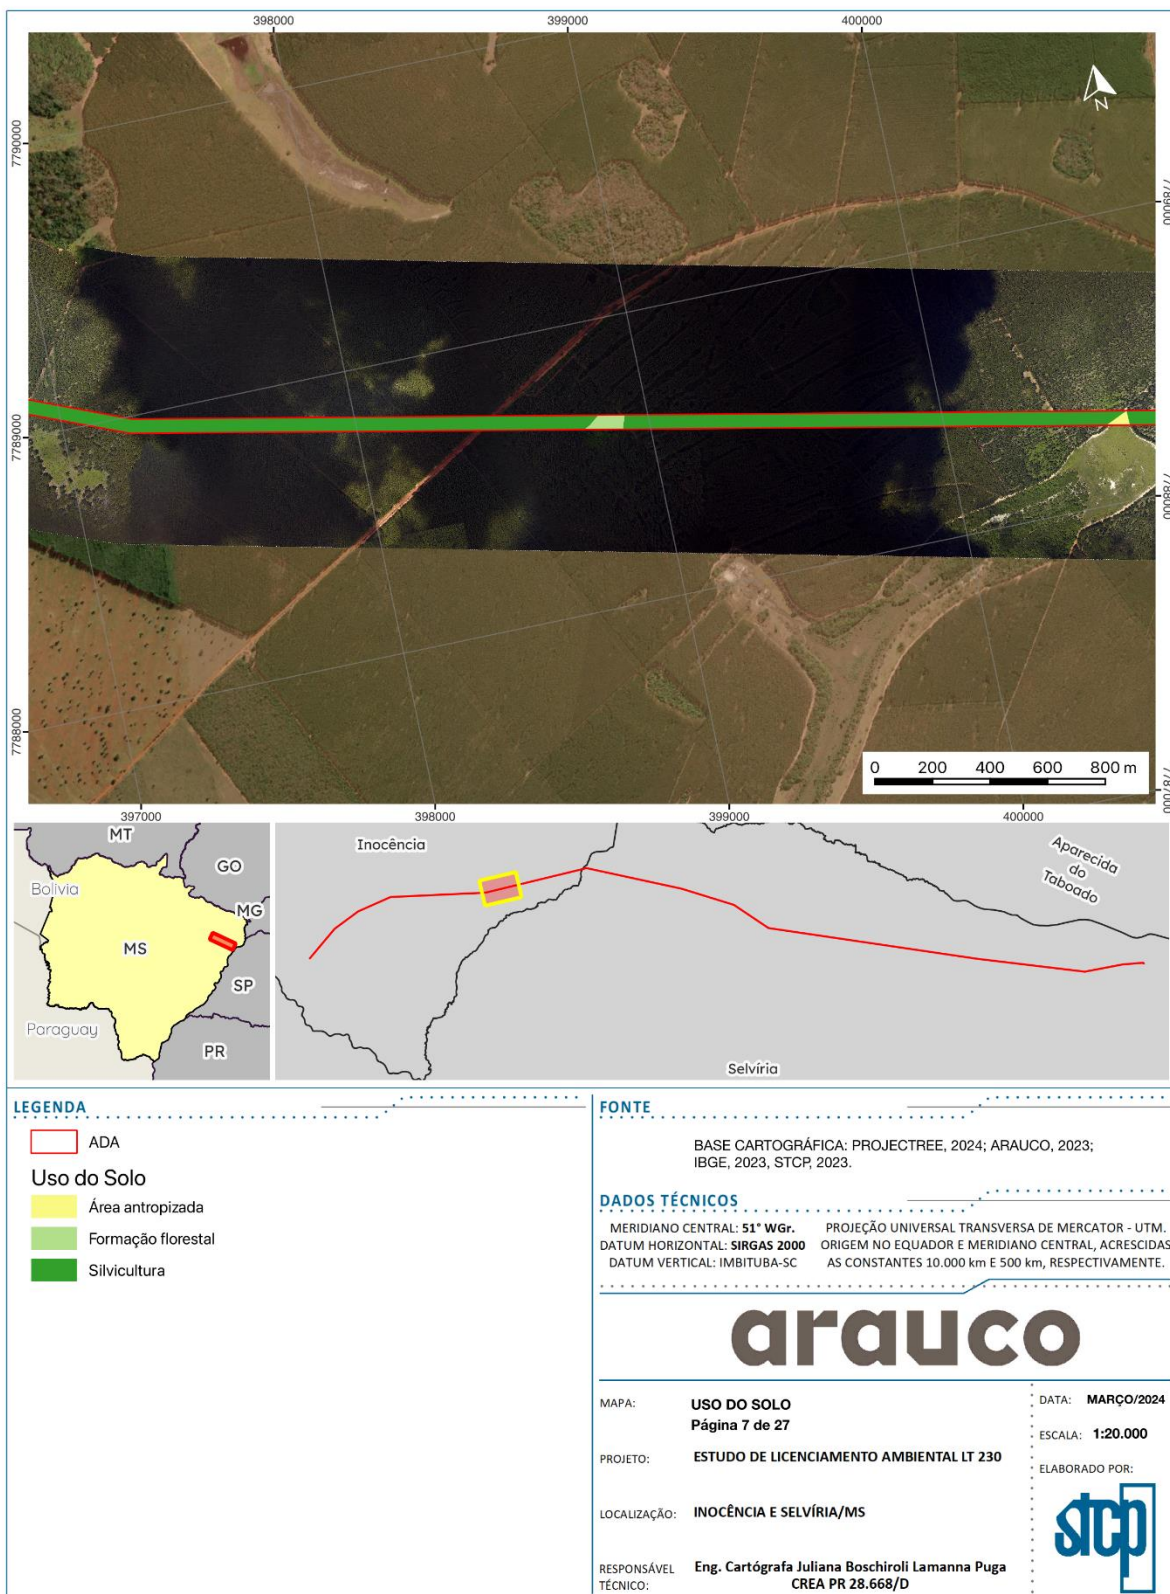 398000
399000
400000
7790000
7789000
7789000
7788000
7788000
7787000
N
0 200 400 600 800 m
397000
398000
399000
400000
MT
GO
Bolivia
MG
MS
SP
Paraguay
PR
Inocência
Aparecida
do
Taboado
Selvíria
LEGENDA
ADA
Uso do Solo
Área antropizada
Formação florestal
Silvicultura
FONTE
BASE CARTOGRÁFICA: PROJECTREE, 2024; ARAUCO, 2023;
IBGE, 2023, STCP, 2023.
DADOS TÉCNICOS
MERIDIANO CENTRAL: 51° WGr.
DATUM HORIZONTAL: SIRGAS 2000
DATUM VERTICAL: IMBITUBA-SC
PROJEÇÃO UNIVERSAL TRANSVERSA DE MERCATOR - UTM.
ORIGEM NO EQUADOR E MERIDIANO CENTRAL, ACRESCIDAS
AS CONSTANTES 10.000 km E 500 km, RESPECTIVAMENTE.
arauco
MAPA: USO DO SOLO
Página 7 de 27
PROJETO: ESTUDO DE LICENCIAMENTO AMBIENTAL LT 230
LOCALIZAÇÃO: INOCÊNCIA E SELVÍRIA/MS
RESPONSÁVEL
TÉCNICO:
Eng. Cartógrafa Juliana Boschiroli Lamanna Puga
CREA PR 28.668/D
DATA: MARÇO/2024
ESCALA: 1:20.000
ELABORADO POR:
stcp